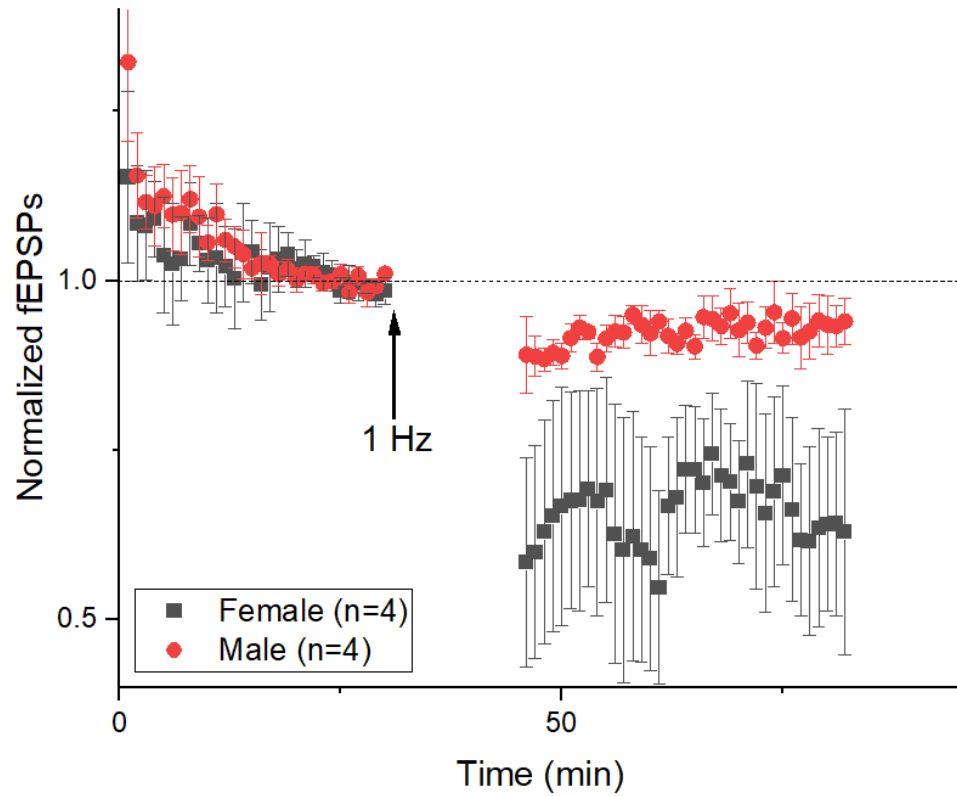 Normalized fEPSPs
1.0
0.5
1 Hz
Female (n=4)
Male (n=4)
0
50
Time (min)